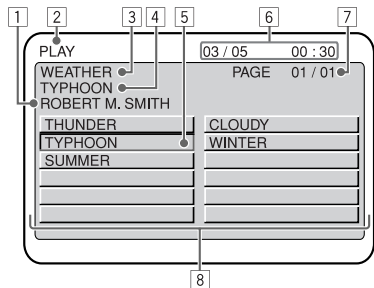 1 2 3 4 5 6 7
PLAY 03 / 05 00 : 30
WEATHER PAGE 01 / 01
TYPHOON
ROBERT M. SMITH
THUNDER CLOUDY
TYPHOON WINTER
SUMMER
8